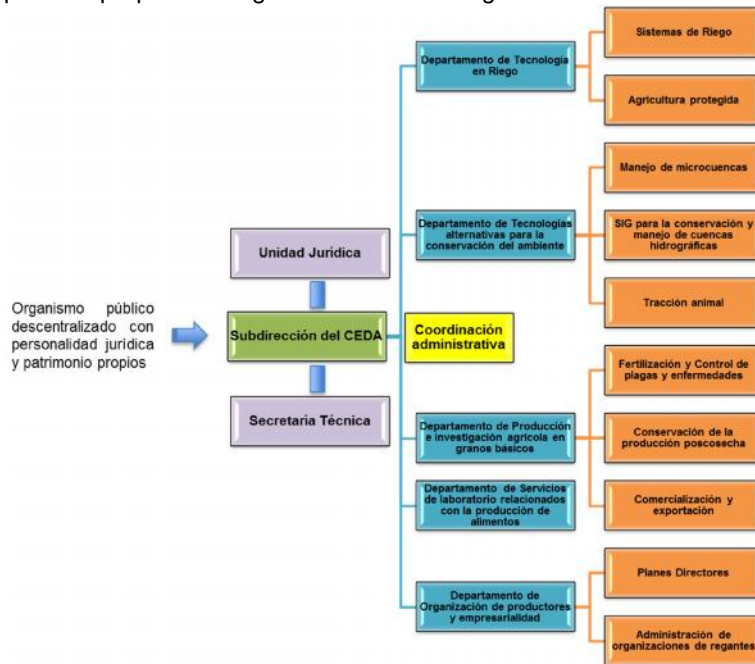 Sistemas de Riego
Departamento de Tecnología
en Riego
Agricultura protegida
Manejo de microcuencas
Departamento de Tecnologías
alternativas para la
conservación del ambiente
SIG para la conservación y
manejo de cuencas
hidrográficas
Tracción animal
Unidad Jurídica
Organismo público
descentralizado con
personalidad jurídica
y patrimonio propios
Subdirección del CEDA
Coordinación
administrativa
Secretaría Técnica
Fertilización y Control de
plagas y enfermedades
Departamento de Producción
e investigación agrícola en
granos básicos
Conservación de la
producción poscosecha
Departamento de Servicios
de laboratorio relacionados
con la producción de
alimentos
Comercialización y
exportación
Planes Directores
Departamento de
Organización de productores
y empresarialidad
Administración de
organizaciones de regantes